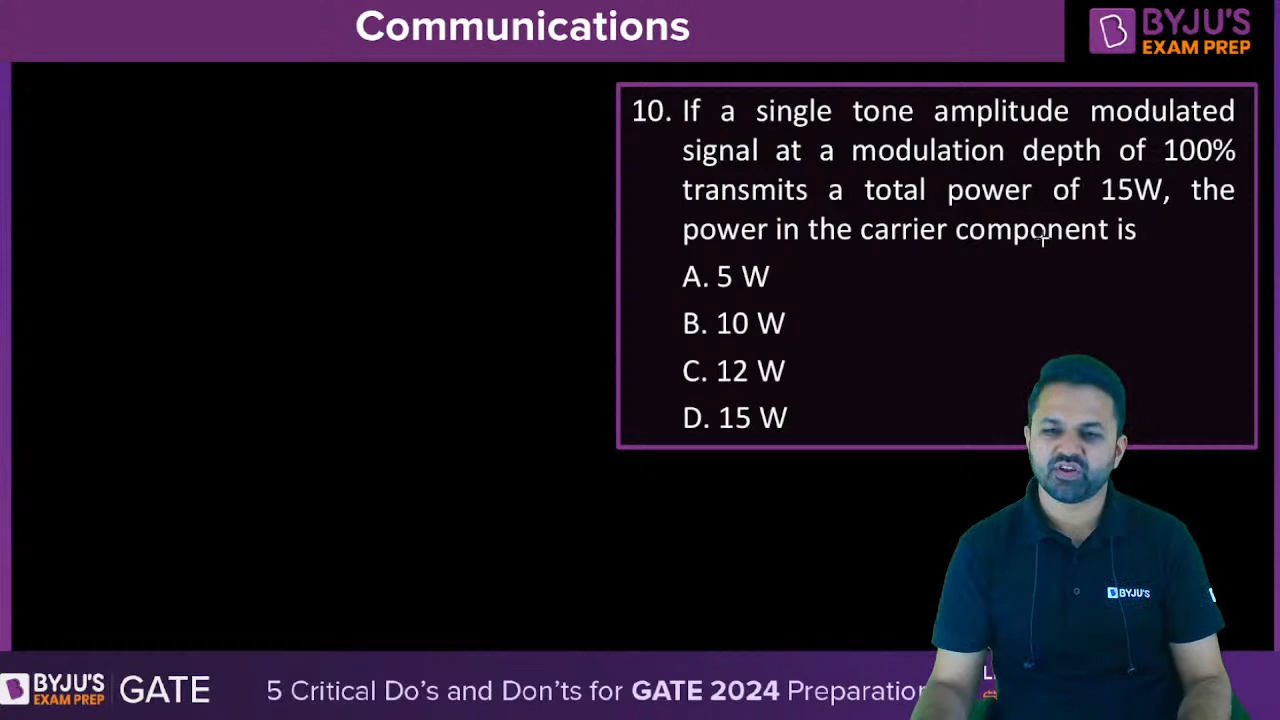 Communications
BYJU'S
EXAM PREP
10. If a single tone amplitude modulated
signal at a modulation depth of 100%
transmits a total power of 15W, the
power in the carrier component is
A. 5 W
B. 10 W
C. 12 W
D. 15 W
BYJU'S
BYJU'S
EXAM PREP
GATE
5 Critical Do's and Don'ts for GATE 2024 Preparation